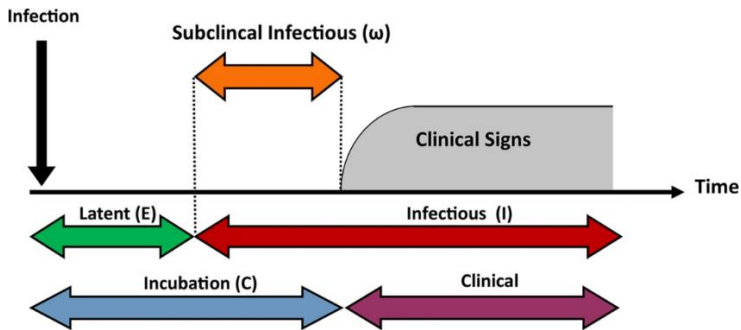 Infection
Subclincal Infectious (ω)
Clinical Signs
Time
Latent (E)
Infectious (I)
Incubation (C)
Clinical